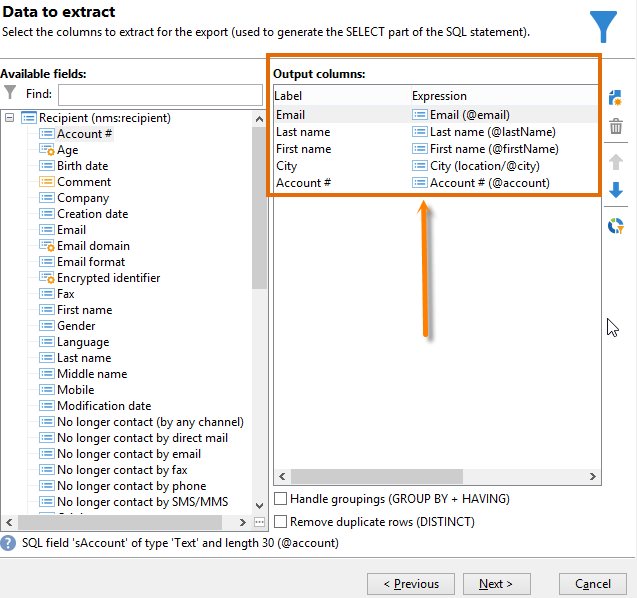 Data to extract
Select the columns to extract for the export (used to generate the SELECT part of the SQL statement).
Available fields:
Find:
Recipient (nms:recipient)
Account #
Age
Birth date
Comment
Company
Creation date
Email
Email domain
Email format
Encrypted identifier
Fax
First name
Gender
Language
Last name
Middle name
Mobile
Modification date
No longer contact (by any channel)
No longer contact by direct mail
No longer contact by email
No longer contact by fax
No longer contact by phone
No longer contact by SMS/MMS
Output columns:
Label Expression
Email Email (@email)
Last name Last name (@lastName)
First name First name (@firstName)
City City (location/@city)
Account # Account # (@account)
Handle groupings (GROUP BY + HAVING)
Remove duplicate rows (DISTINCT)
SQL field 'sAccount' of type 'Text' and length 30 (@account)
< Previous Next > Cancel